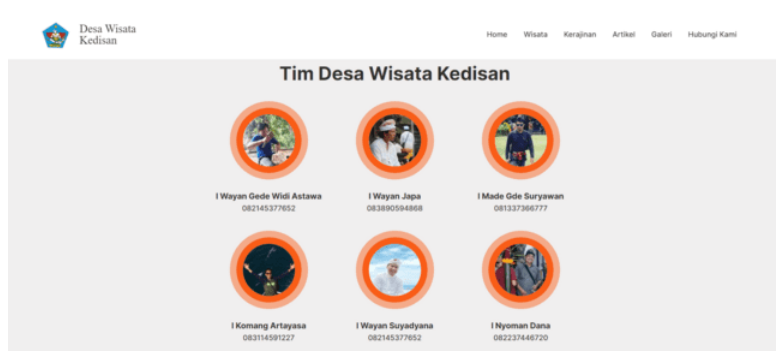 Desa Wisata
Kedisan
Home Wisata Kerajinan Artikel Galeri Hubungi Kami
Tim Desa Wisata Kedisan
I Wayan Gede Widi Astawa I Wayan Japa I Made Gde Suryawan
082145377652 083890594868 081337366777
I Komang Artayasa I Wayan Suyadyana I Nyoman Dana
083114591227 082145377652 082237446720